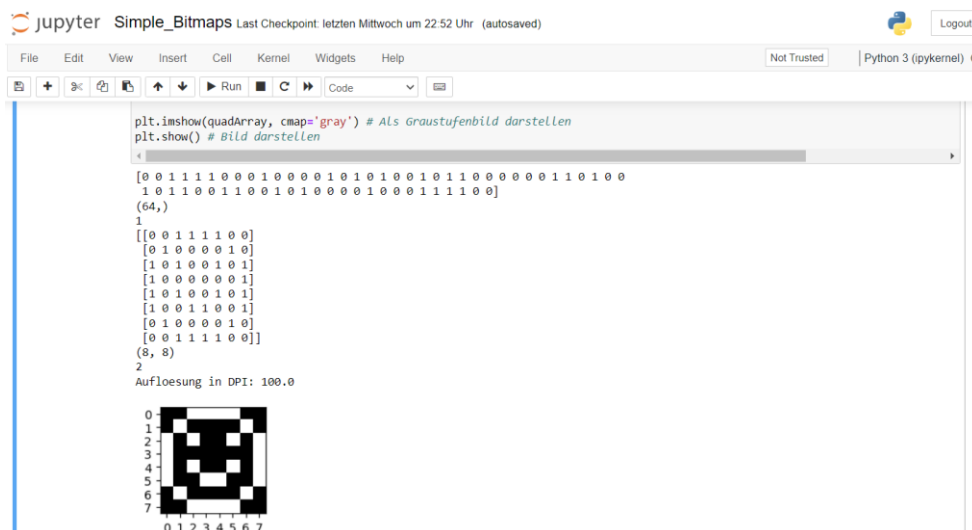 jupyter Simple_Bitmaps Last Checkpoint: letzten Mittwoch um 22:52 Uhr (autosaved)
Logout
File Edit View Insert Cell Kernel Widgets Help
Not Trusted
Python 3 (ipykernel)
Run Code
plt.imshow(quadArray, cmap='gray') # Als Graustufenbild darstellen
plt.show() # Bild darstellen
[0 0 1 1 1 1 0 0 0 1 0 0 0 0 1 0 1 0 1 0 0 1 0 1 1 0 0 0 0 0 0 1 1 0 1 0 0
1 0 1 1 0 0 1 1 0 0 1 0 1 0 0 0 0 1 0 0 0 1 1 1 1 0 0]
(64,)
1
[[0 0 1 1 1 1 0 0]
[0 1 0 0 0 0 1 0]
[1 0 1 0 0 1 0 1]
[1 0 0 0 0 0 0 1]
[1 0 1 0 0 1 0 1]
[1 0 0 1 1 0 0 1]
[0 1 0 0 0 0 1 0]
[0 0 1 1 1 1 0 0]]
(8, 8)
2
Aufloesung in DPI: 100.0
0
1
2
3
4
5
6
7
0 1 2 3 4 5 6 7